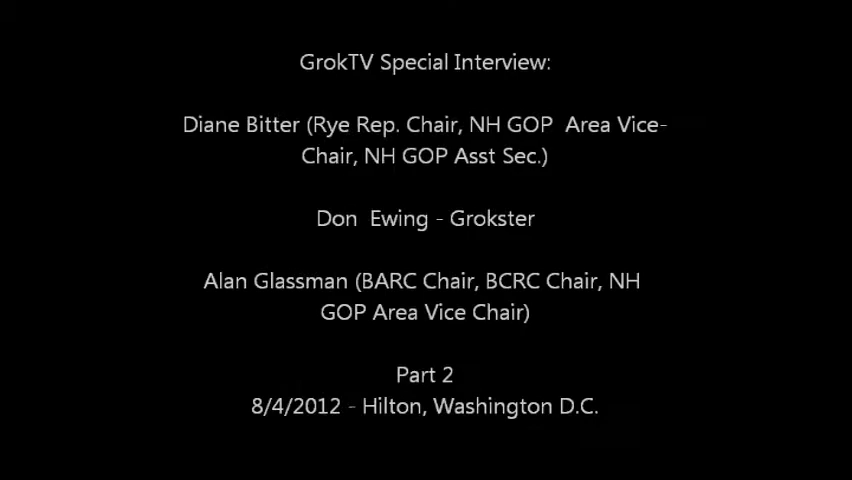 GrokTV Special Interview:
Diane Bitter (Rye Rep. Chair, NH GOP  Area Vice-
Chair, NH GOP Asst Sec.)
Don  Ewing - Grokster
Alan Glassman (BARC Chair, BCRC Chair, NH
GOP Area Vice Chair)
Part 2
8/4/2012 - Hilton, Washington D.C.